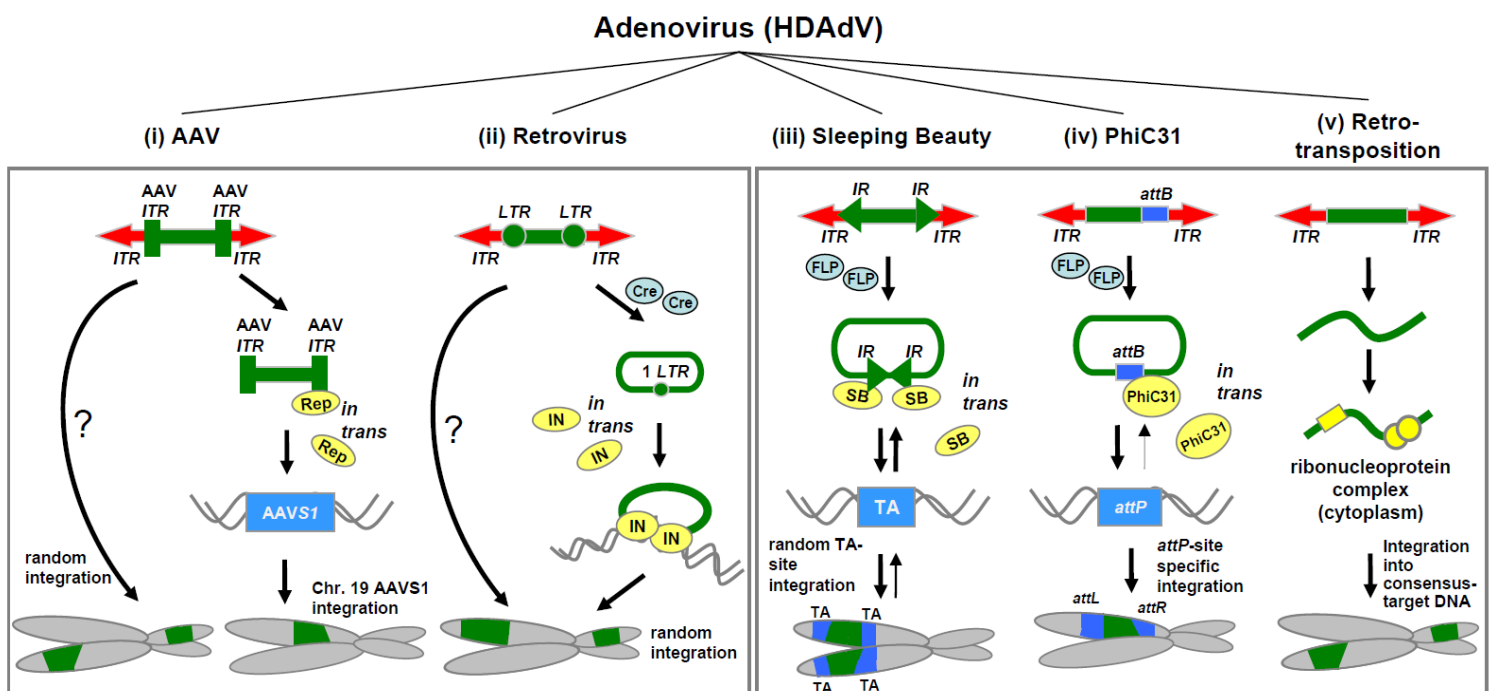 Adenovirus (HDAdV)
(i) AAV
(ii) Retrovirus
(iii) Sleeping Beauty
(iv) PhiC31
(v) Retro-
transposition
AAV
ITR
AAV
ITR
ITR
ITR
AAV
ITR
AAV
ITR
Rep
in
trans
Rep
?
AAVS1
random
integration
Chr. 19 AAVS1
integration
LTR
LTR
ITR
ITR
Cre
Cre
1 LTR
IN
in
trans
IN
?
IN
IN
random
integration
IR
IR
ITR
ITR
FLP
FLP
IR
IR
SB
SB
in
trans
SB
TA
random TA-
site
integration
TA
TA
TA
TA
attB
ITR
ITR
FLP
FLP
attB
PhiC31
in
trans
PhiC31
attP
attP-site
specific
integration
attL
attR
ITR
ITR
ribonucleoprotein
complex
(cytoplasm)
Integration
into
consensus-
target DNA